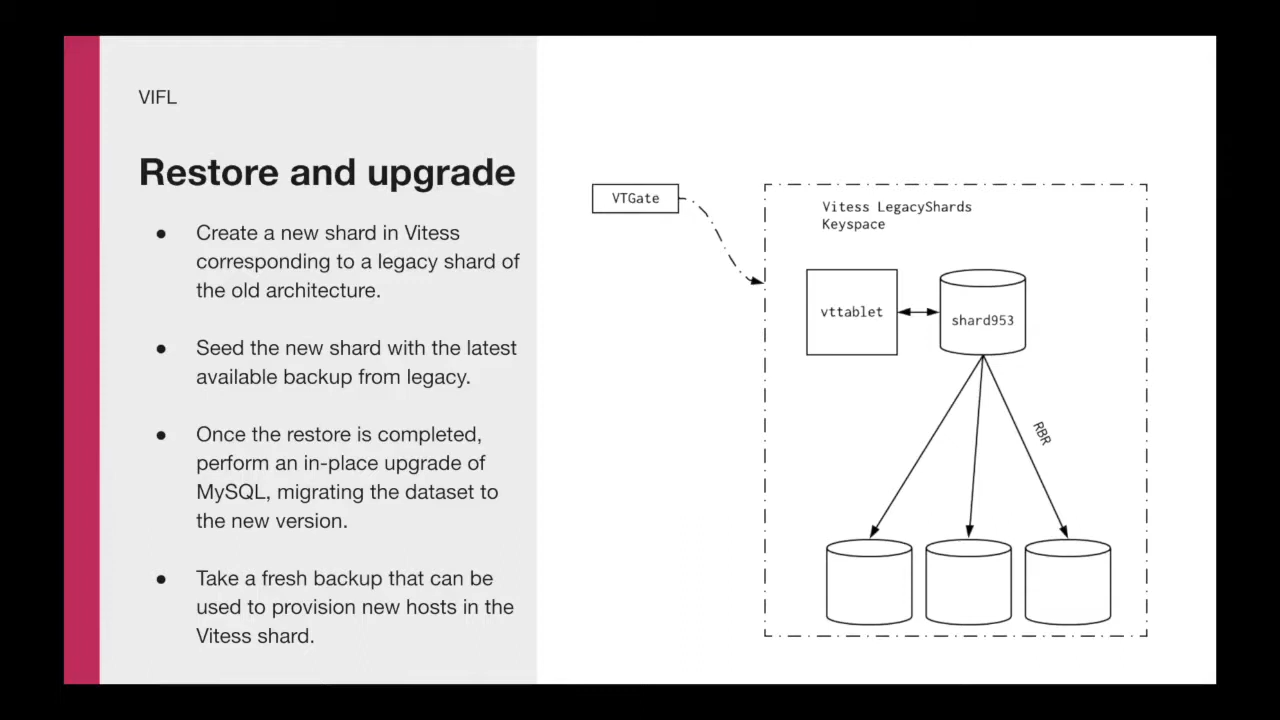 VIFL
Restore and upgrade
● Create a new shard in Vitess
corresponding to a legacy shard of
the old architecture.
● Seed the new shard with the latest
available backup from legacy.
● Once the restore is completed,
perform an in-place upgrade of
MySQL, migrating the dataset to
the new version.
● Take a fresh backup that can be
used to provision new hosts in the
Vitess shard.
VTGate
Vitess LegacyShards
Keyspace
vttablet
shard953
RBR